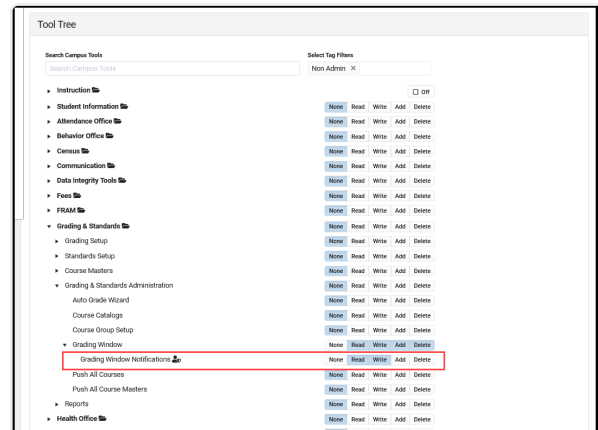 Tool Tree
Search Campus Tools Select Tag Filters
Search Campus Tools Non Admin ×
Instruction Off
Student Information None Read Write Add Delete
Attendance Office None Read Write Add Delete
Behavior Office None Read Write Add Delete
Census None Read Write Add Delete
Communication None Read Write Add Delete
Data Integrity Tools None Read Write Add Delete
Fees None Read Write Add Delete
FRAM None Read Write Add Delete
Grading & Standards None Read Write Add Delete
Grading Setup None Read Write Add Delete
Standards Setup None Read Write Add Delete
Course Masters None Read Write Add Delete
Grading & Standards Administration None Read Write Add Delete
Auto Grade Wizard None Read Write Add Delete
Course Catalogs None Read Write Add Delete
Course Group Setup None Read Write Add Delete
Grading Window None Read Write Add Delete
Grading Window Notifications None Read Write Add Delete
Push All Courses None Read Write Add Delete
Push All Course Masters None Read Write Add Delete
Reports None Read Write Add Delete
Health Office None Read Write Add Delete